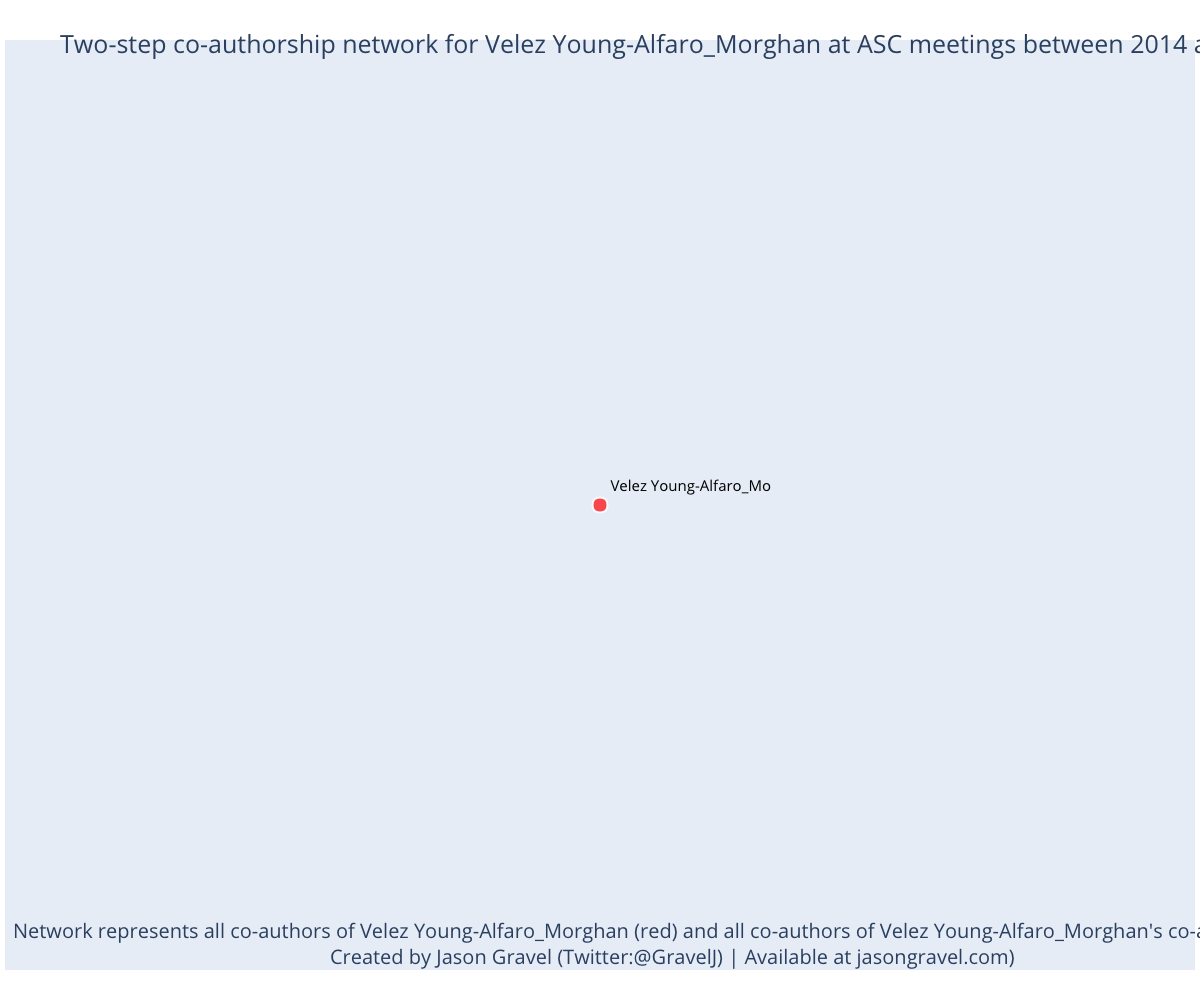 Two-step co-authorship network for Velez Young-Alfaro_Morghan at ASC meetings between 2014
Velez Young-Alfaro_Mo
Network represents all co-authors of Velez Young-Alfaro_Morghan (red) and all co-authors of Velez Young-Alfaro_Morghan's co-
Created by Jason Gravel (Twitter:@GravelJ) | Available at jasongravel.com)